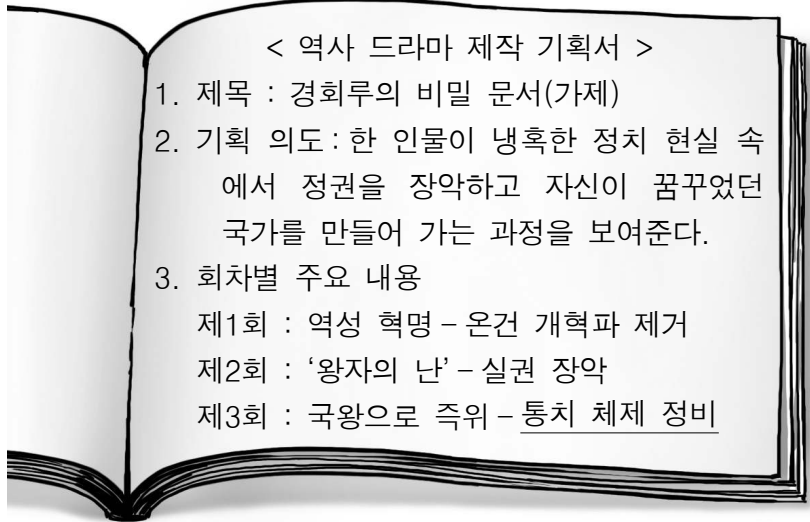 < 역사 드라마 제작 기획서 >
1. 제목 : 경회루의 비밀 문서(가제)
2. 기획 의도 : 한 인물이 냉혹한 정치 현실 속
에서 정권을 장악하고 자신이 꿈꾸었던
국가를 만들어 가는 과정을 보여준다.
3. 회차별 주요 내용
제1회 : 역성 혁명 – 온건 개혁파 제거
제2회 : ‘왕자의 난’ – 실권 장악
제3회 : 국왕으로 즉위 – 통치 체제 정비